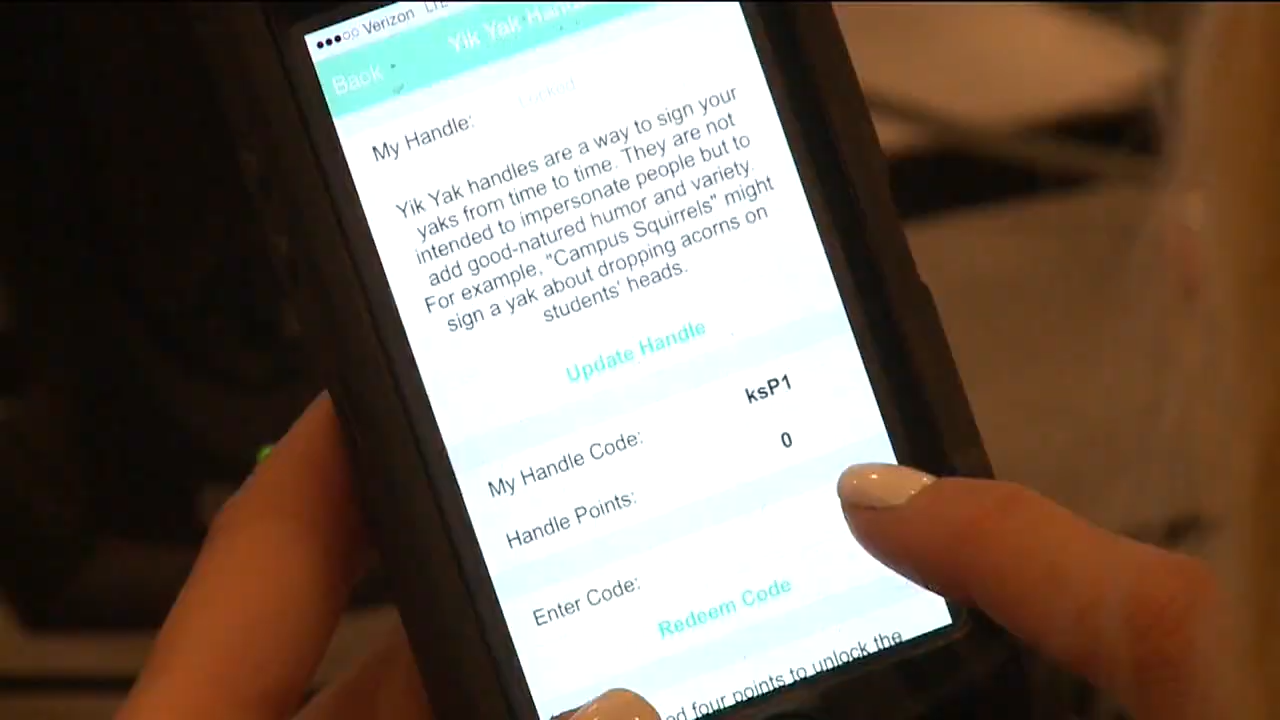 Verizon LTE
Back Yik Yak Handle
My Handle: Locked
Yik Yak handles are a way to sign your
yaks from time to time. They are not
intended to impersonate people but to
add good-natured humor and variety.
For example, "Campus Squirrels" might
sign a yak about dropping acorns on
students' heads.
Update Handle
My Handle Code: ksP1
Handle Points: 0
Enter Code:
Redeem Code
four points to unlock the